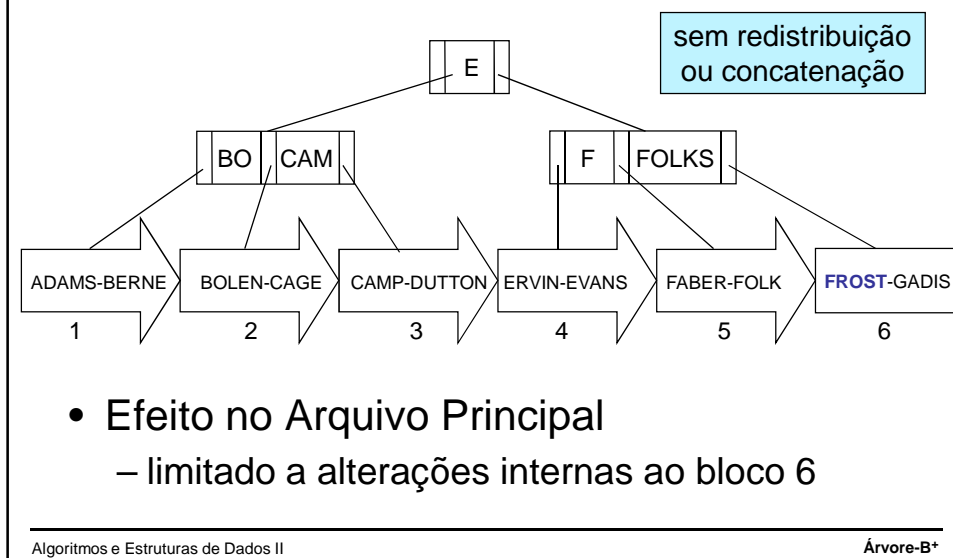 sem redistribuição
ou concatenação
E
BO CAM
F FOLKS
ADAMS-BERNE BOLEN-CAGE CAMP-DUTTON ERVIN-EVANS FABER-FOLK FROST-GADIS
1 2 3 4 5 6
• Efeito no Arquivo Principal
– limitado a alterações internas ao bloco 6
Algoritmos e Estruturas de Dados II Árvore-B⁺